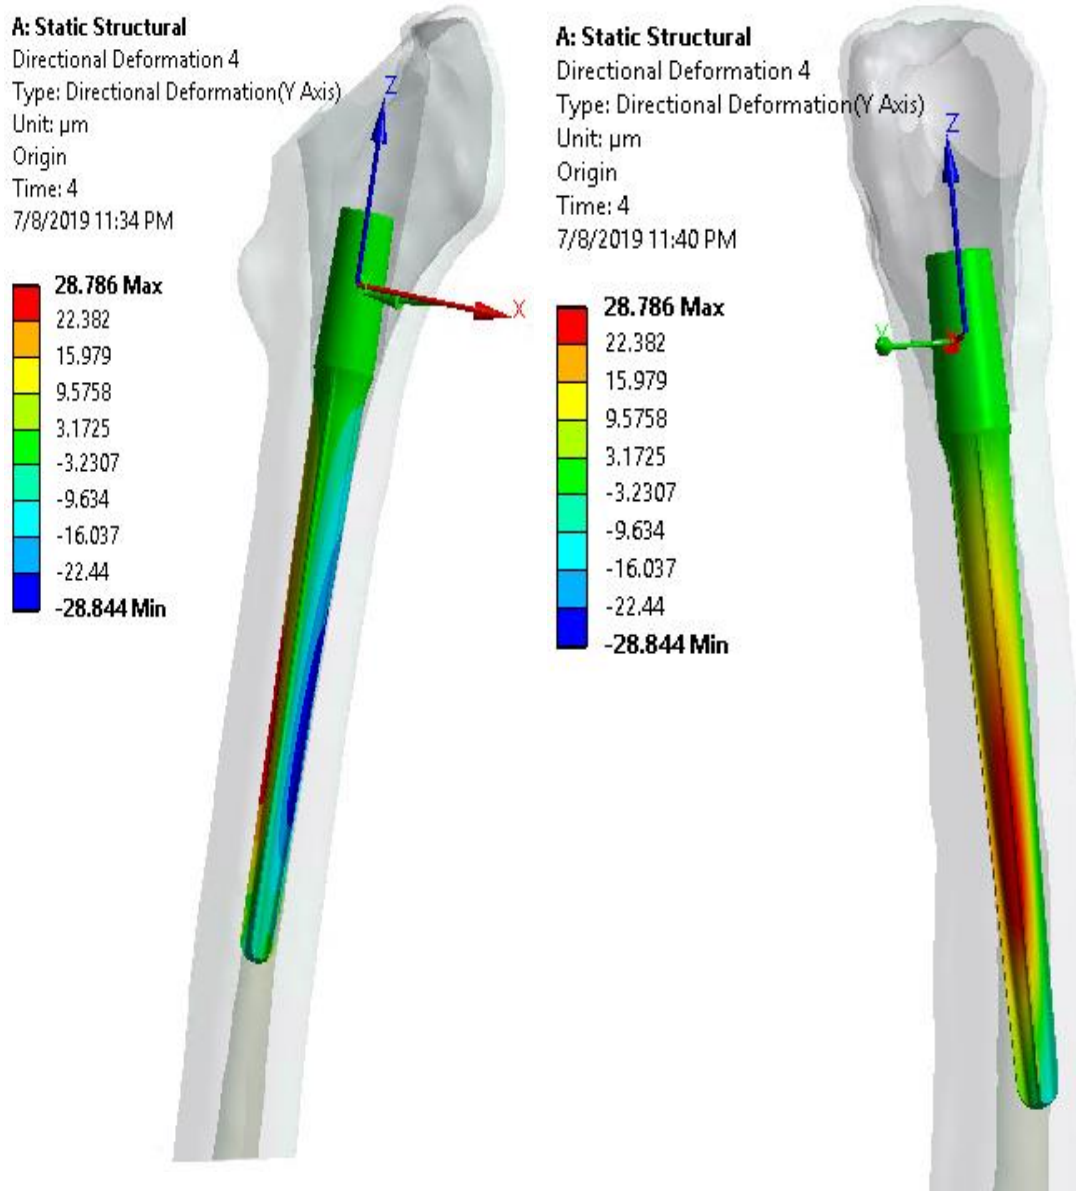 A: Static Structural
Directional Deformation 4
Type: Directional Deformation(Y Axis)
Unit: µm
Origin
Time: 4
7/8/2019 11:34 PM
28.786 Max
22.382
15.979
9.5758
3.1725
-3.2307
-9.634
-16.037
-22.44
-28.844 Min
Z
X
A: Static Structural
Directional Deformation 4
Type: Directional Deformation(Y Axis)
Unit: µm
Origin
Time: 4
7/8/2019 11:40 PM
28.786 Max
22.382
15.979
9.5758
3.1725
-3.2307
-9.634
-16.037
-22.44
-28.844 Min
Z
Y
X